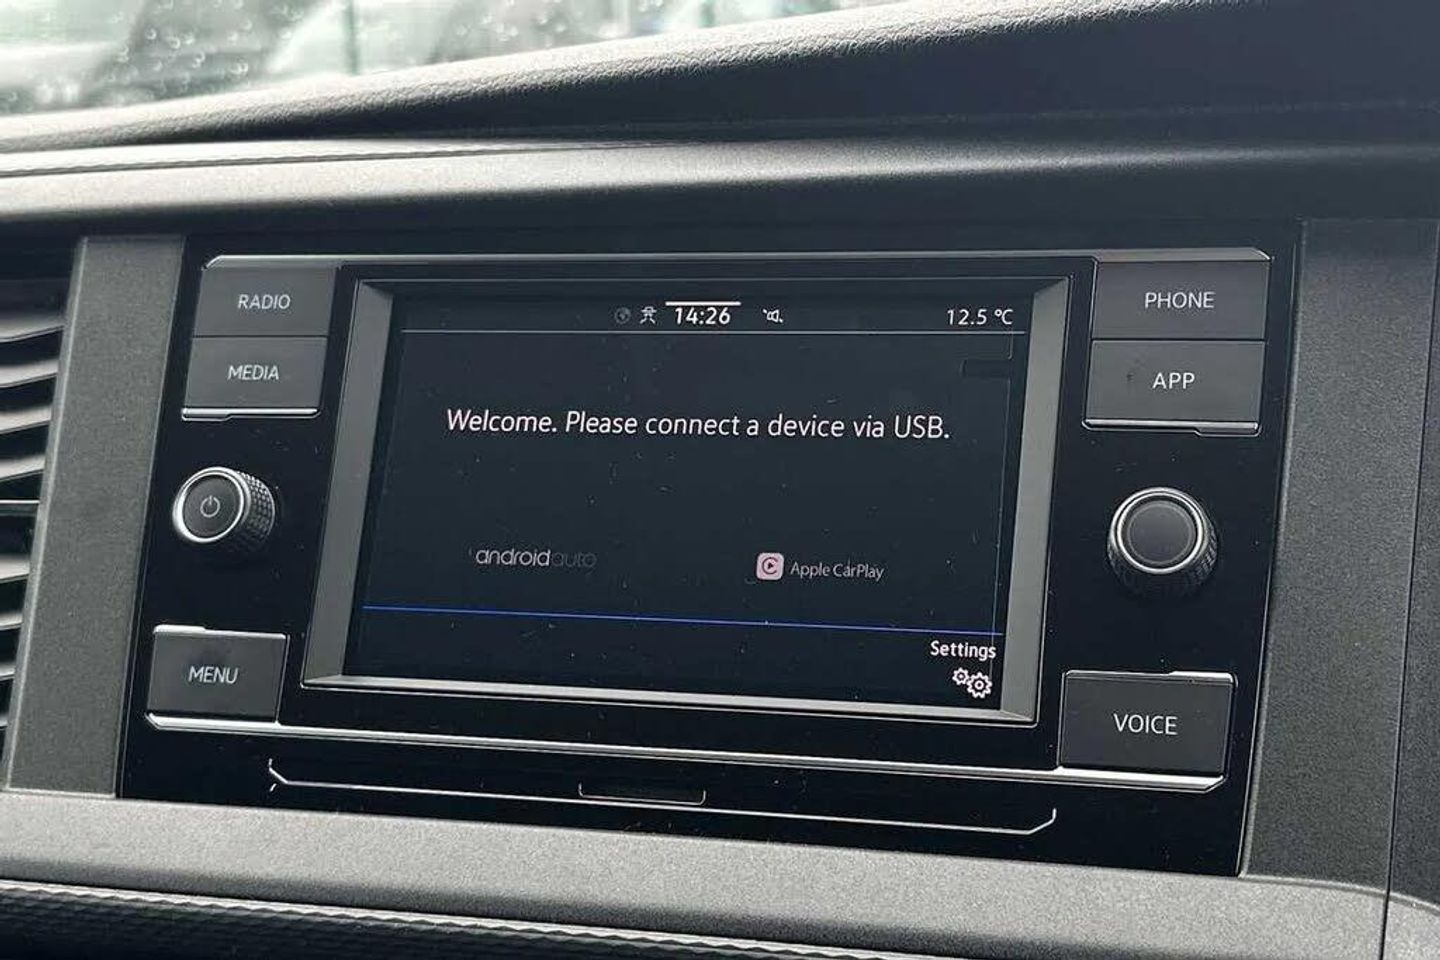 RADIO
MEDIA
MENU
14:26
12.5 °C
Welcome. Please connect a device via USB.
androidauto
Apple CarPlay
Settings
PHONE
APP
VOICE